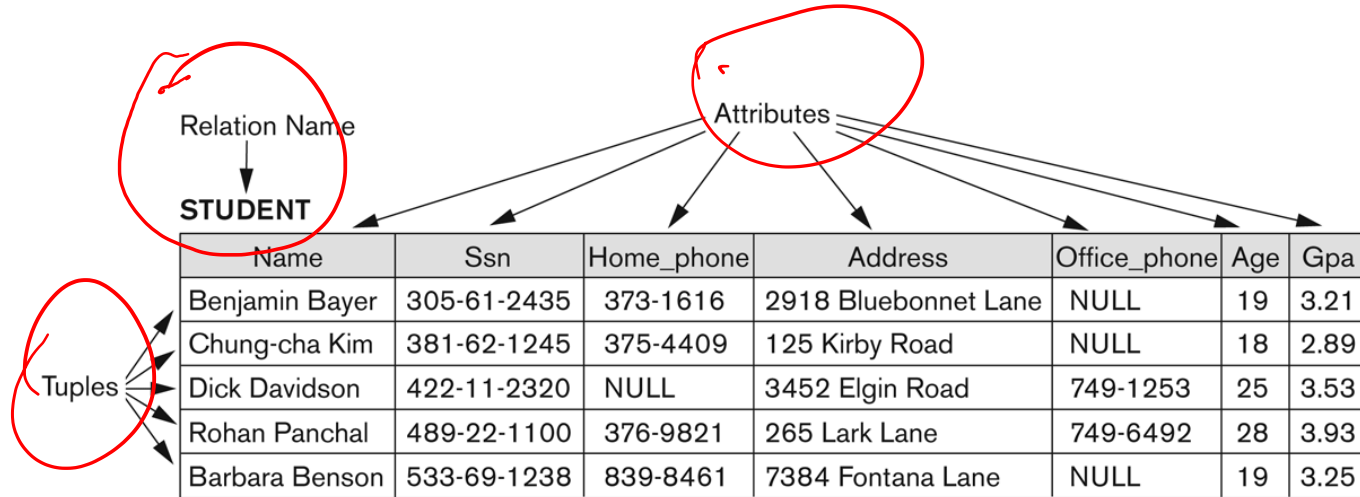 Attributes
Relation Name
STUDENT
Name Ssn Home_phone Address Office_phone Age Gpa
Benjamin Bayer 305-61-2435 373-1616 2918 Bluebonnet Lane NULL 19 3.21
Chung-cha Kim 381-62-1245 375-4409 125 Kirby Road NULL 18 2.89
Tuples Dick Davidson 422-11-2320 NULL 3452 Elgin Road 749-1253 25 3.53
Rohan Panchal 489-22-1100 376-9821 265 Lark Lane 749-6492 28 3.93
Barbara Benson 533-69-1238 839-8461 7384 Fontana Lane NULL 19 3.25